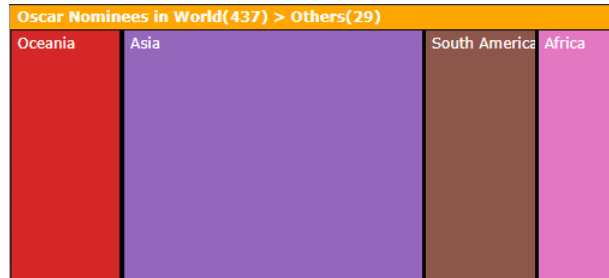 Oscar Nominees in World(437) > Others(29)
Oceania
Asia
South America
Africa